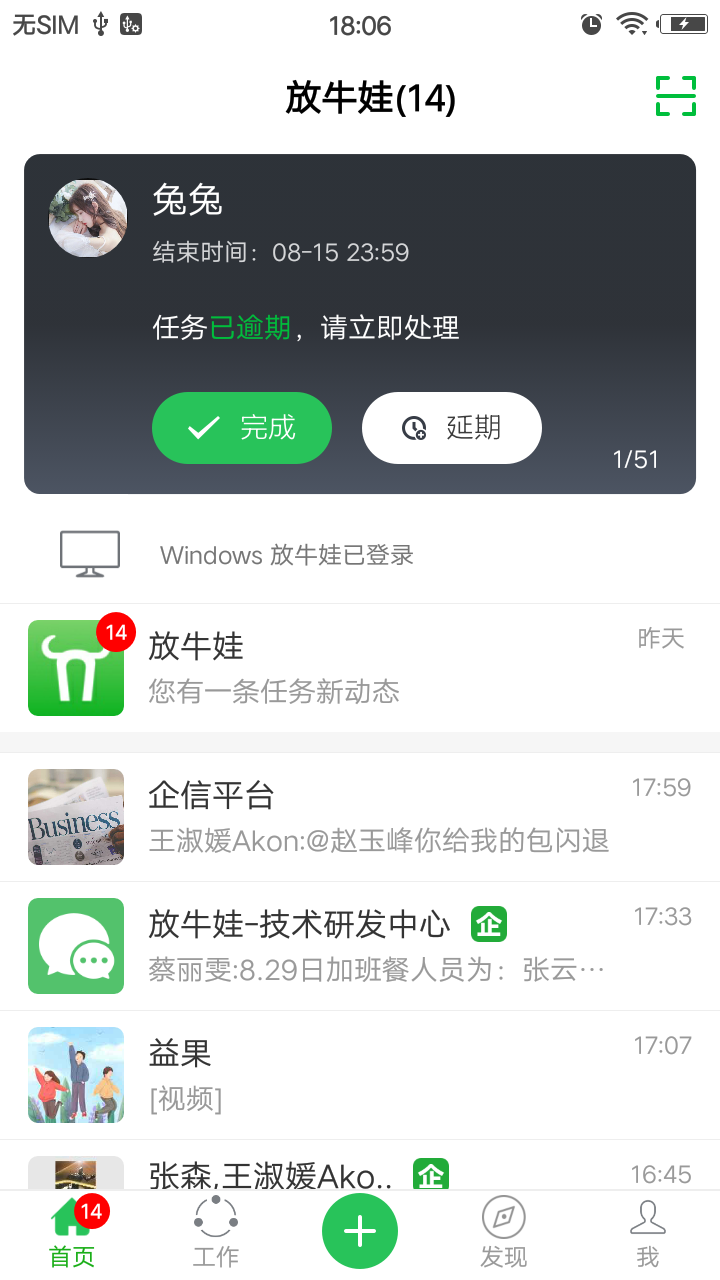 无SIM
18:06
放牛娃(14)
兔兔
结束时间：08-15 23:59
任务已逾期，请立即处理
完成
延期
1/51
Windows 放牛娃已登录
14
放牛娃
昨天
您有一条任务新动态
Business
企信平台
17:59
王淑媛Akon:@赵玉峰你给我的包闪退
放牛娃-技术研发中心 企
17:33
蔡丽雯:8.29日加班餐人员为：张云…
益果
17:07
[视频]
张森,王淑媛Ako.. 企
16:45
14
首页
工作
发现
我